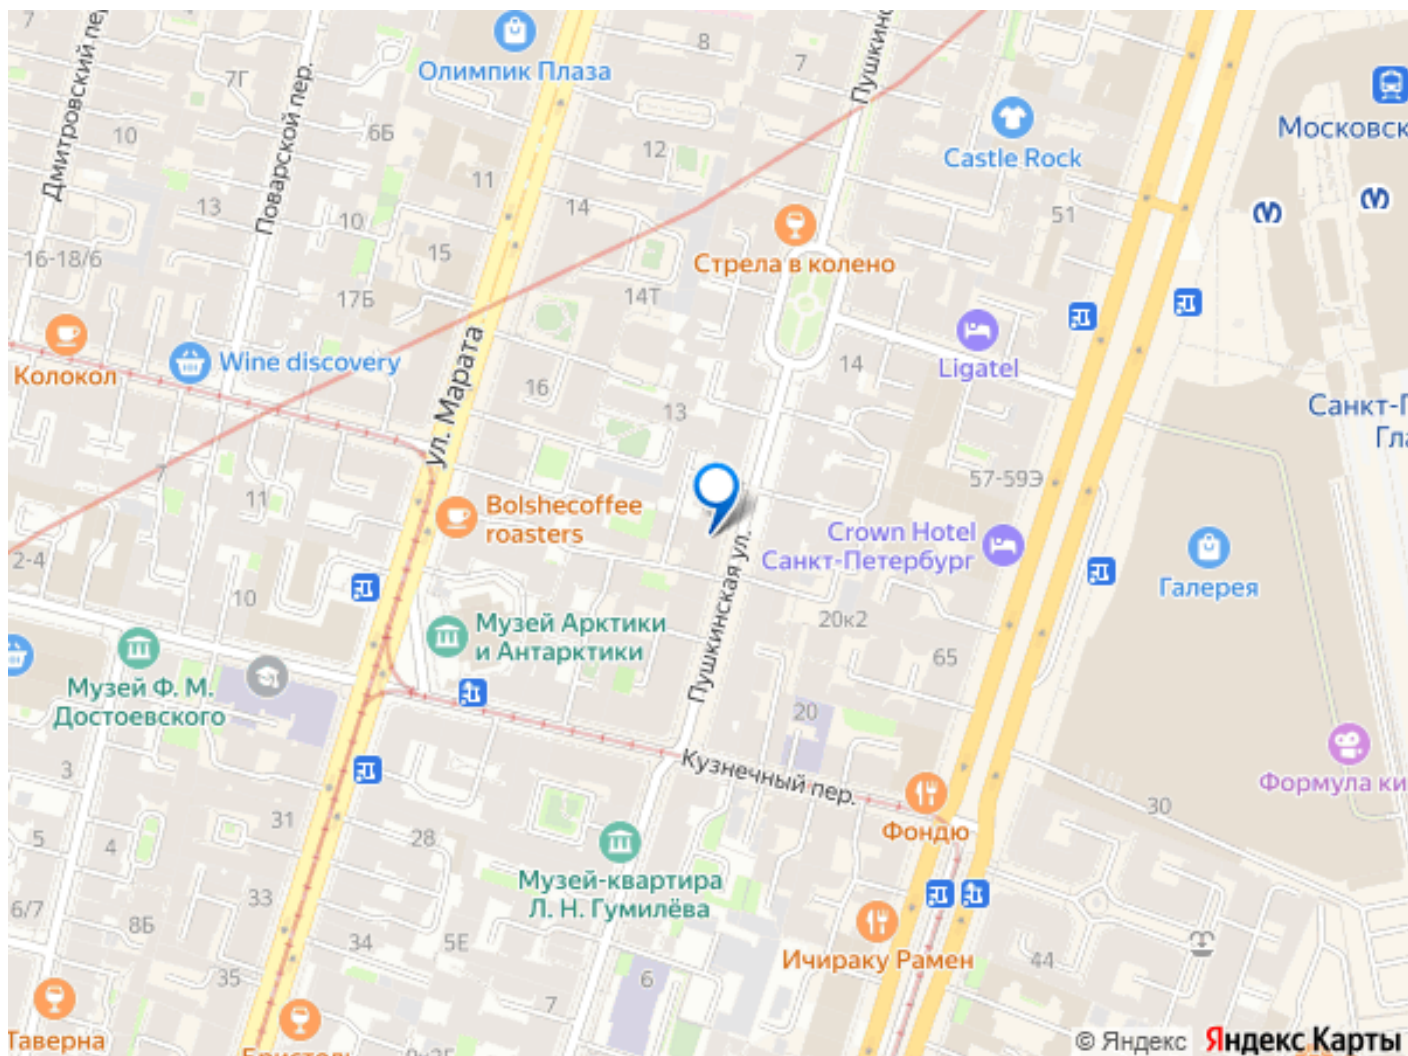 7
Дмитровский пер.
7Г
Поварской пер.
Олимпик Плаза
8
7
Пушкинс
Московск
Castle Rock
6Б
10
12
11
13
10
14
51
15
16-18/6
17Б
14Т
Стрела в колено
Колокол
Wine discovery
ул. Марата
16
13
14
Ligatel
Санкт-П
Гла
7
11
57-59Э
Bolshecoffee
roasters
Crown Hotel
Санкт-Петербург
2-4
10
Галерея
Пушкинская ул.
20к2
65
Музей Арктики
и Антарктики
Музей Ф. М.
Достоевского
20
Кузнечный пер.
3
Формула ки
30
5
4
31
28
Фондю
Музей-квартира
Л. Н. Гумилёва
6/7
8Б
33
34
5Е
35
6
7
44
Ичираку Рамен
Таверна
Бристоль
© Яндекс Яндекс Карты